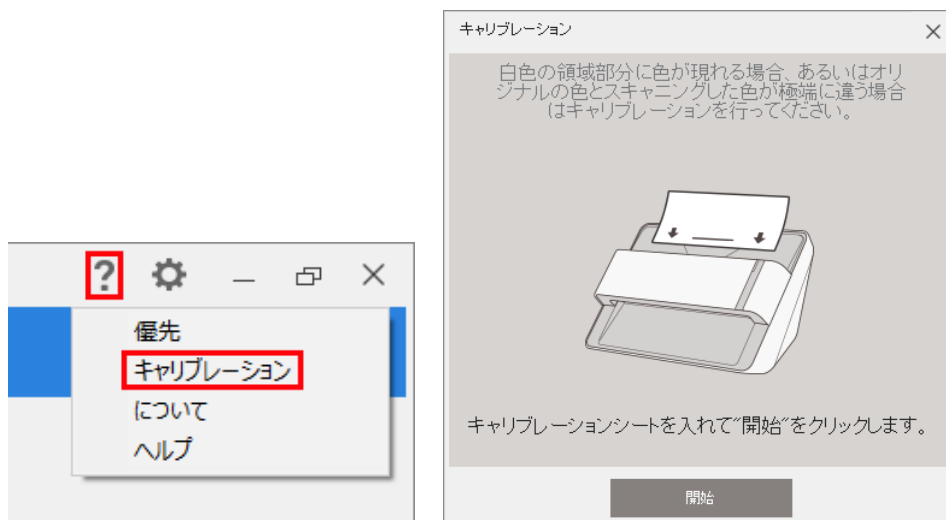 ?
優先
キャリブレーション
について
ヘルプ
キャリブレーション
白色の領域部分に色が現れる場合、あるいはオリ
ジナルの色とスキャニングした色が極端に違う場合
はキャリブレーションを行ってください。
キャリブレーションシートを入れて"開始"をクリックします。
開始